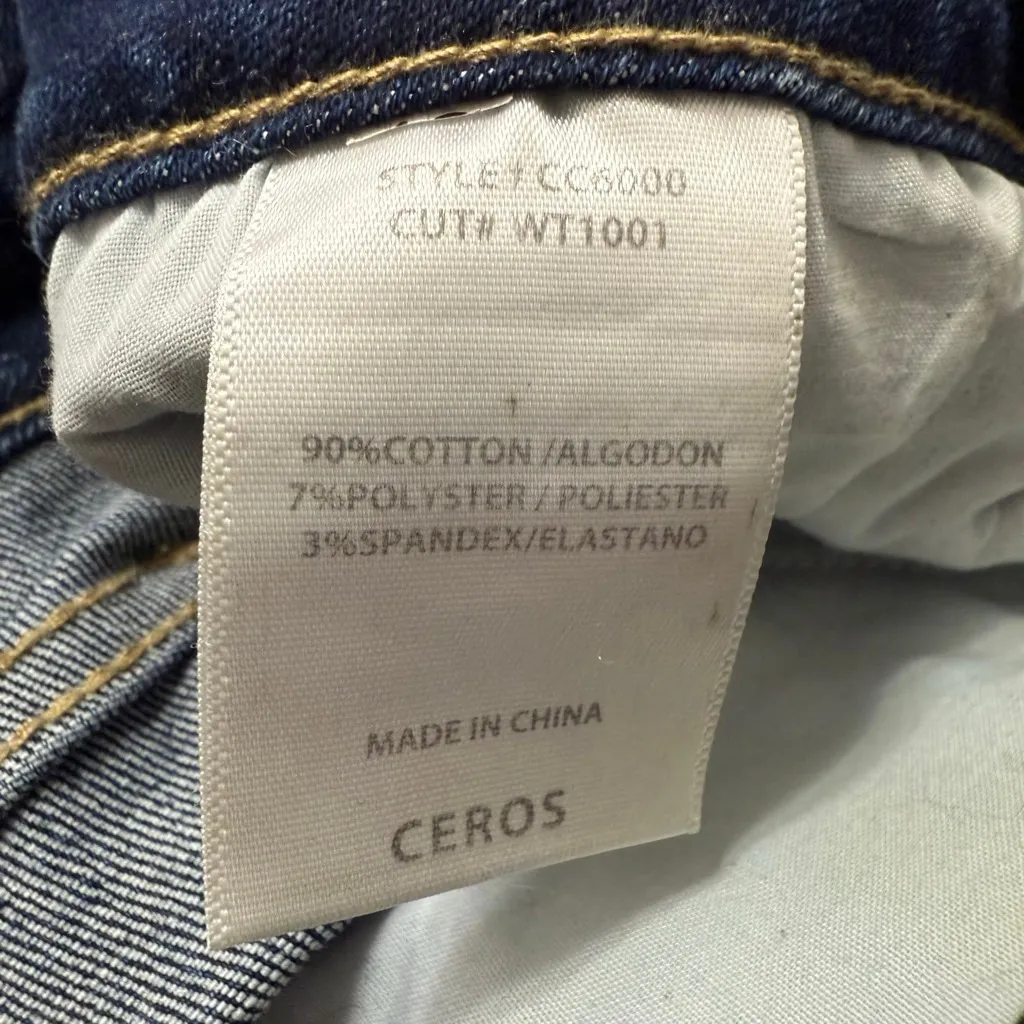 STYLE# CC6000
CUT# WT1001
90%COTTON /ALGODON
7%POLYSTER / POLIESTER
3%SPANDEX/ELASTANO
MADE IN CHINA
CEROS